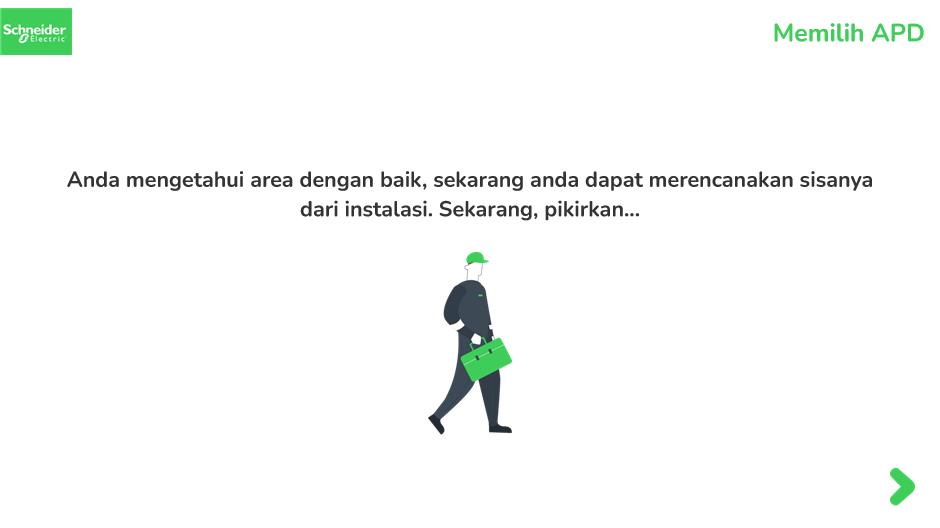 Schneider
Electric
Memilih APD
Anda mengetahui area dengan baik, sekarang anda dapat merencanakan sisanya
dari instalasi. Sekarang, pikirkan...